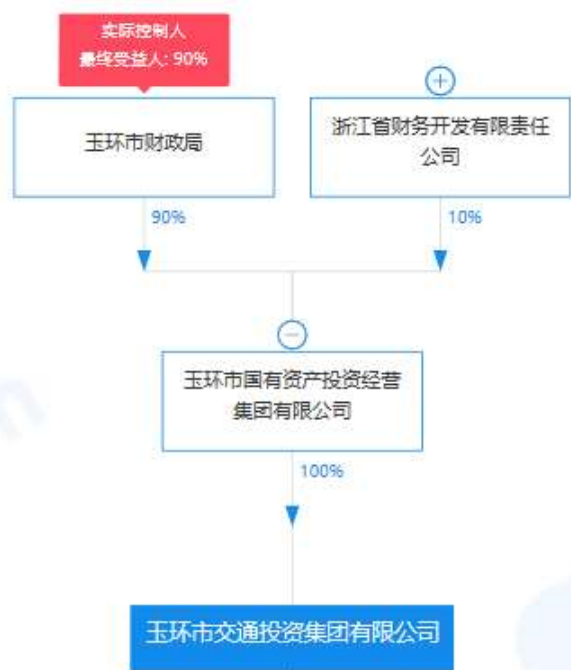 实际控制人
最终受益人: 90%
玉环市财政局
浙江省财务开发有限责任
公司
90%
10%
玉环市国有资产投资经营
集团有限公司
100%
玉环市交通投资集团有限公司